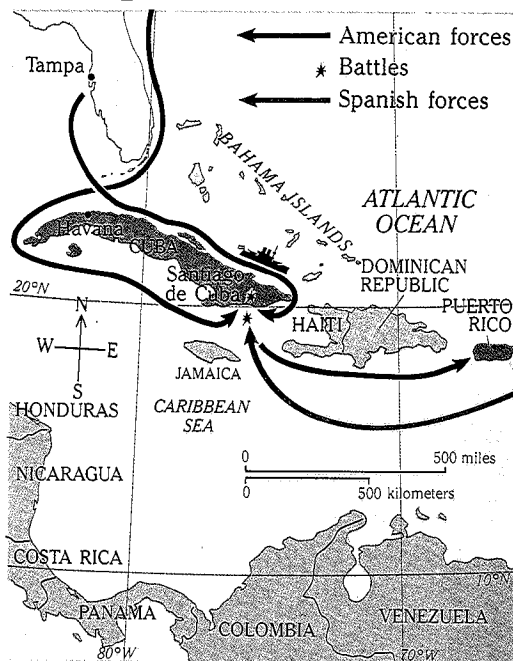 American forces
Battles
Spanish forces
Tampa
BAHAMA ISLANDS
ATLANTIC
OCEAN
Havana
CUBA
Santiago
de Cuba
DOMINICAN
REPUBLIC
20°N
N
W E
S
HAITI
PUERTO
RICO
JAMAICA
CARIBBEAN
SEA
HONDURAS
0 500 miles
0 500 kilometers
NICARAGUA
COSTA RICA
10°N
PANAMA
COLOMBIA
VENEZUELA
80°W
70°W